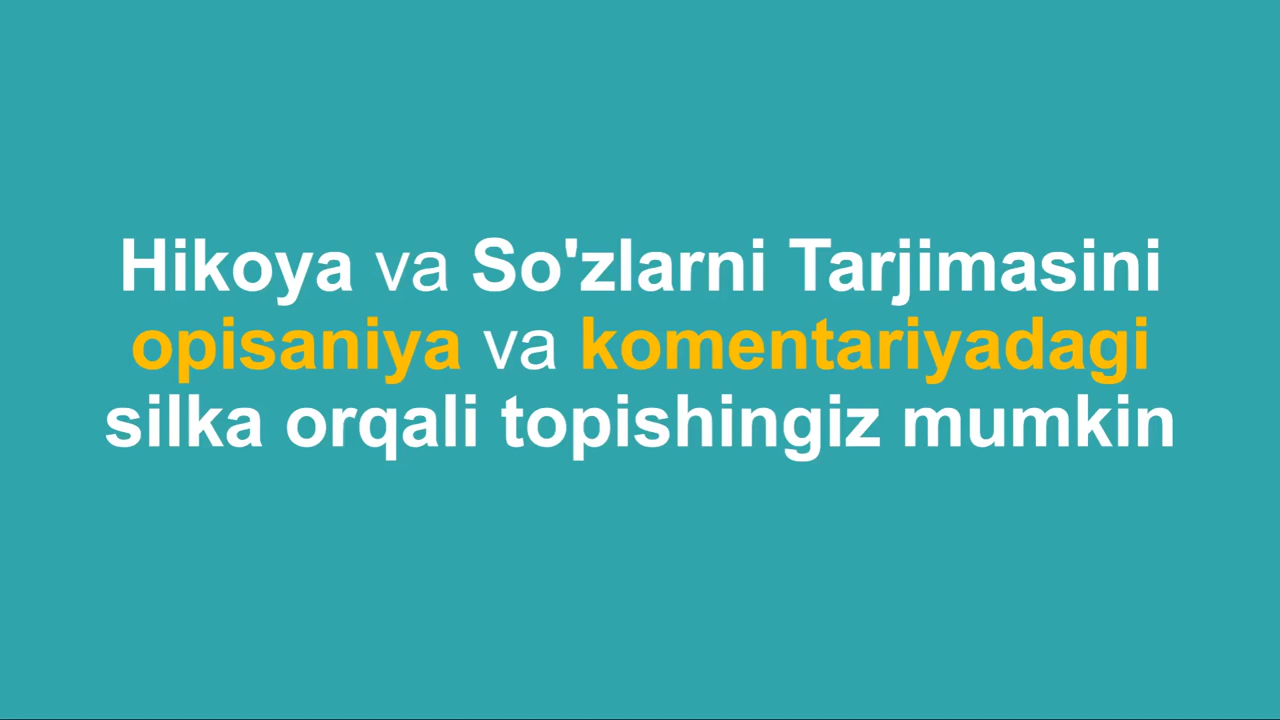 Hikoya va So'zlarni Tarjimasini
opisaniya va komentariyadagi
silka orqali topishingiz mumkin